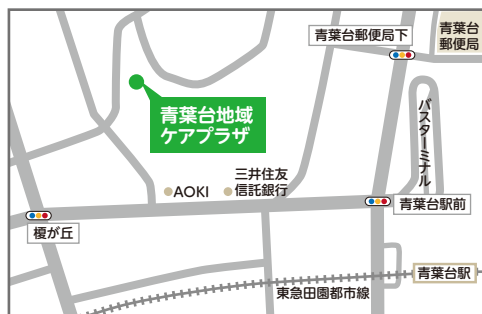 青葉台郵便局下
青葉台
郵便局
青葉台地域
ケアプラザ
バスターミナル
三井住友
信託銀行
AOKI
青葉台駅前
榎が丘
青葉台駅
東急田園都市線